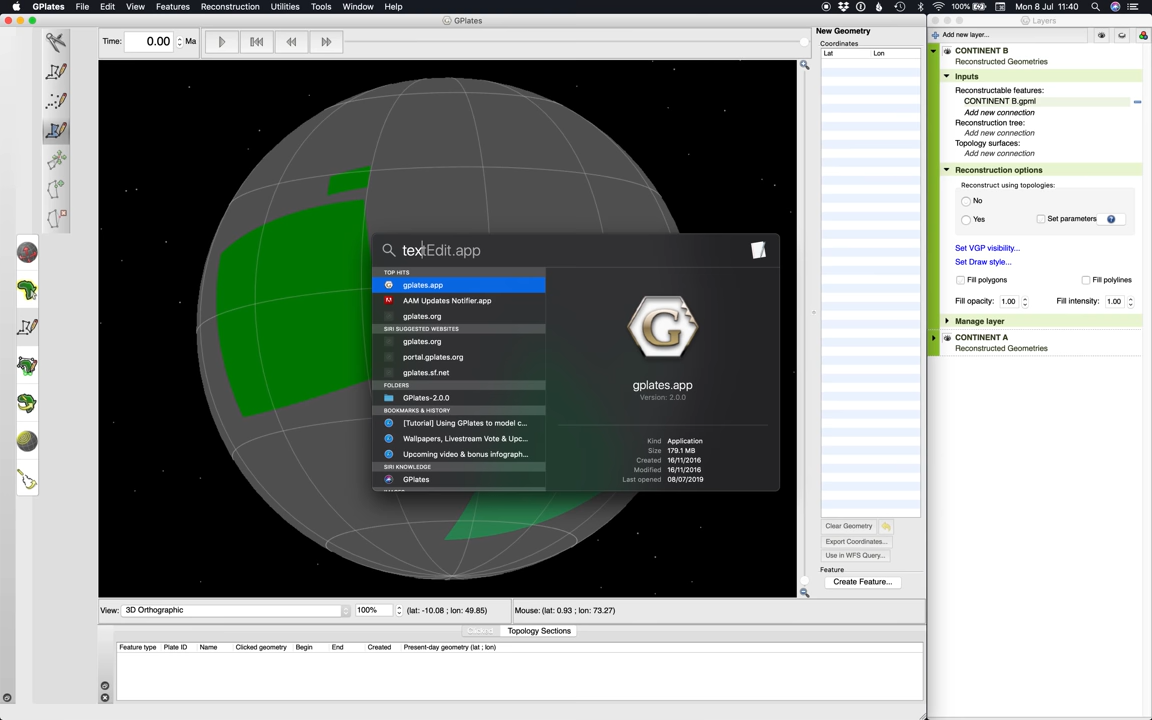 GPlates File Edit View Features Reconstruction Utilities Tools Window Help 100% Mon 8 Jul 11:40
GPlates
Layers
Time: 0.00 Ma
New Geometry
Coordinates
Lat Lon
Add new layer...
CONTINENT B
Reconstructed Geometries
Inputs
Reconstructable features:
CONTINENT B.gpml
Add new connection
Reconstruction tree:
Add new connection
Topology surfaces:
Add new connection
Reconstruction options
Reconstruct using topologies:
No
Yes Set parameters ?
Set VGP visibility...
Set Draw style...
Fill polygons Fill polylines
Fill opacity: 1.00 Fill intensity: 1.00
Manage layer
CONTINENT A
Reconstructed Geometries
textEdit.app
TOP HITS
gplates.app
AAM Updates Notifier.app
gplates.org
SIRI SUGGESTED WEBSITES
gplates.org
portal.gplates.org
gplates.sf.net
FOLDERS
GPlates-2.0.0
BOOKMARKS & HISTORY
[Tutorial] Using GPlates to model c...
Wallpapers, Livestream Vote & Upc...
Upcoming video & bonus infograph...
SIRI KNOWLEDGE
GPlates
gplates.app
Version: 2.0.0
Kind Application
Size 179.1 MB
Created 16/11/2016
Modified 16/11/2016
Last opened 08/07/2019
Clear Geometry
Export Coordinates...
Use in WFS Query...
Feature
Create Feature...
View: 3D Orthographic 100% (lat: -10.08 ; lon: 49.85) Mouse: (lat: 0.93 ; lon: 73.27)
Clicked Topology Sections
Feature type Plate ID Name Clicked geometry Begin End Created Present-day geometry (lat ; lon)